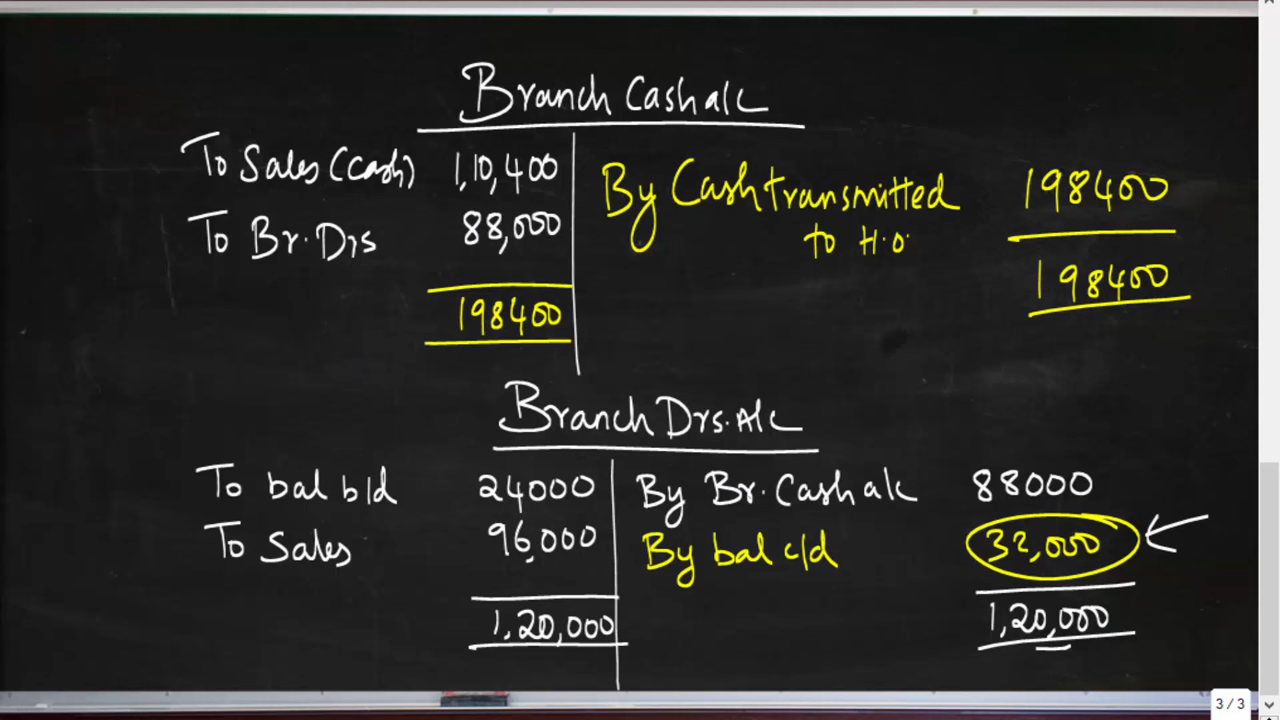 Branch Cash a/c
To Sales (Cash) 1,10,400 By Cash transmitted 198400
To Br. Drs 88,000 to H.O.
198400 198400
Branch Drs. A/c
To bal b/d 24000 By Br. Cash a/c 88000
To Sales 96,000 By bal c/d 32,000
1,20,000 1,20,000
3 / 3